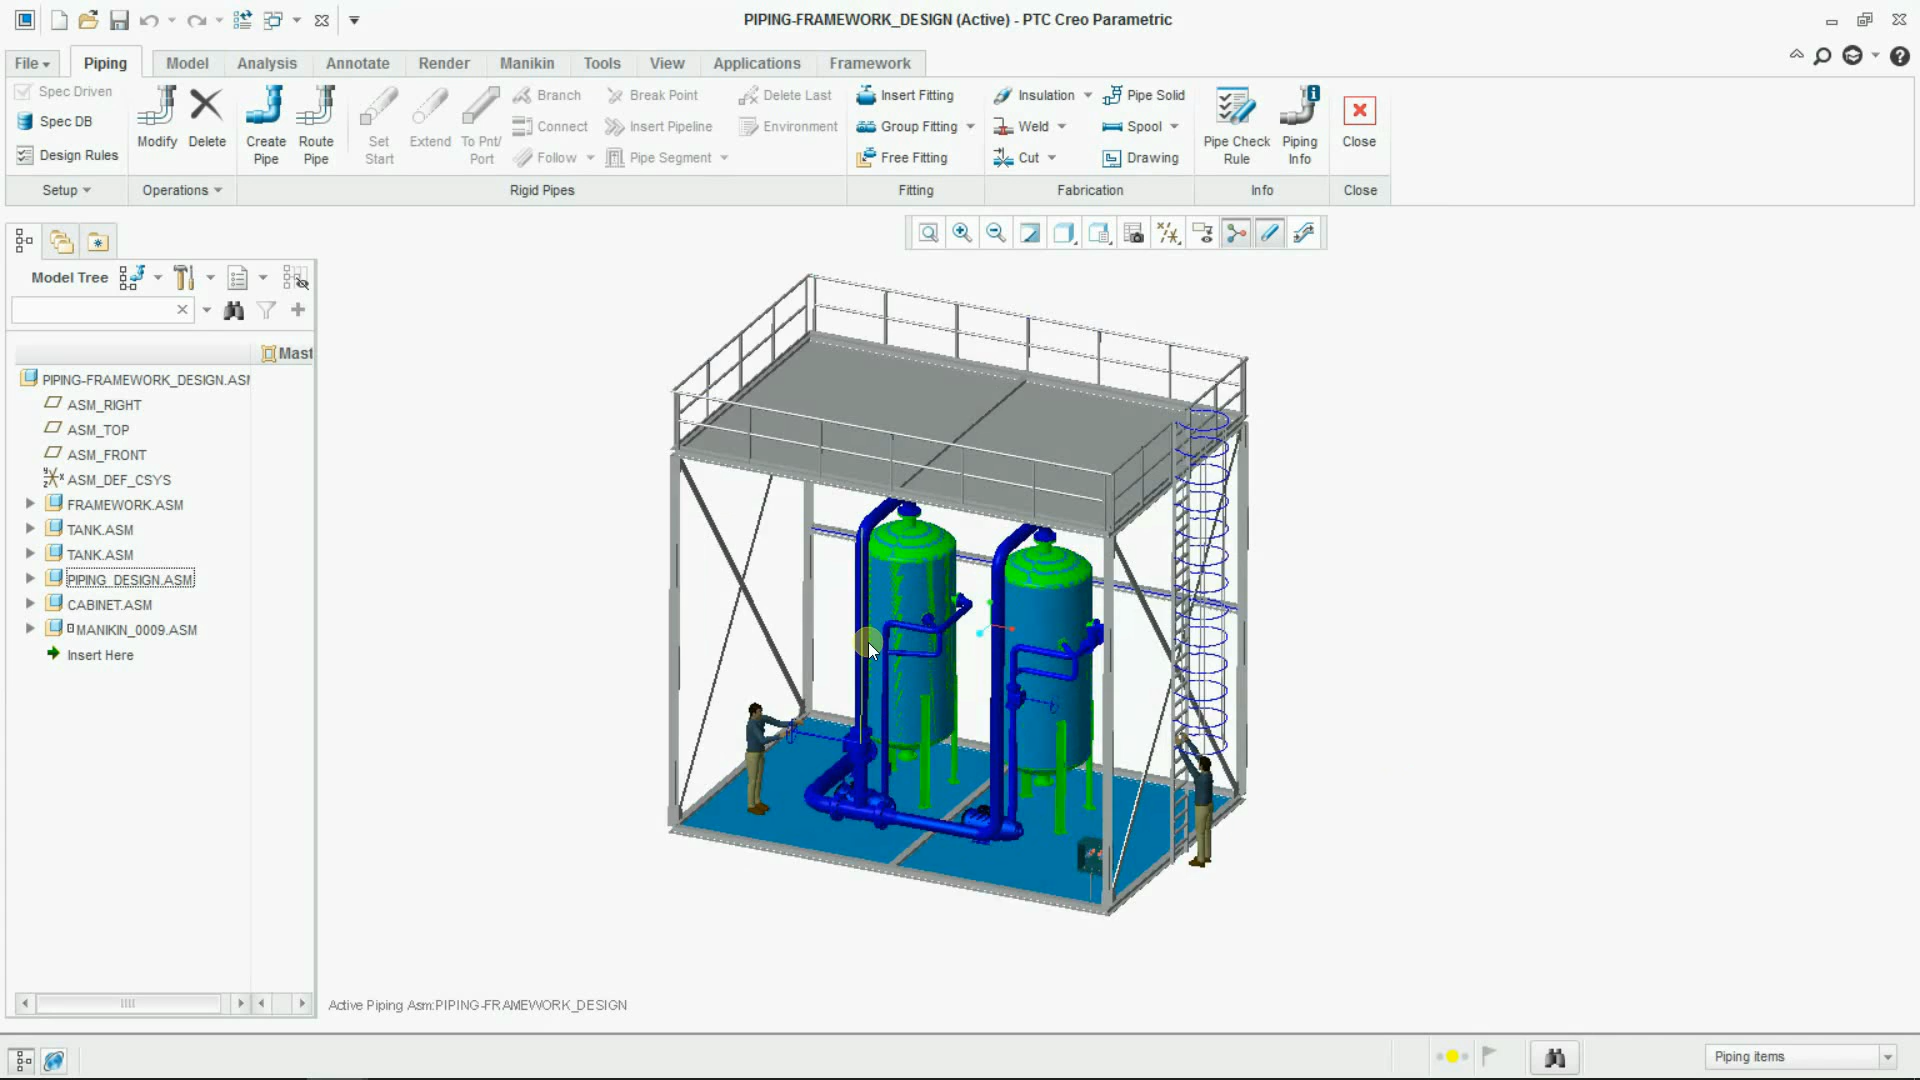 PIPING-FRAMEWORK_DESIGN (Active) - PTC Creo Parametric
File Piping Model Analysis Annotate Render Manikin Tools View Applications Framework
Spec Driven
Spec DB
Design Rules
Setup
Modify
Delete
Operations
Create Pipe
Route Pipe
Set Start
Extend
To Pnt/ Port
Branch
Connect
Follow
Break Point
Insert Pipeline
Pipe Segment
Delete Last
Environment
Rigid Pipes
Insert Fitting
Group Fitting
Free Fitting
Fitting
Insulation
Weld
Cut
Pipe Solid
Spool
Drawing
Fabrication
Pipe Check Rule
Piping Info
Info
Close
Close
Model Tree
Mast
PIPING-FRAMEWORK_DESIGN.ASM
ASM_RIGHT
ASM_TOP
ASM_FRONT
ASM_DEF_CSYS
FRAMEWORK.ASM
TANK.ASM
TANK.ASM
PIPING_DESIGN.ASM
CABINET.ASM
MANIKIN_0009.ASM
Insert Here
Active Piping Asm:PIPING-FRAMEWORK_DESIGN
Piping items